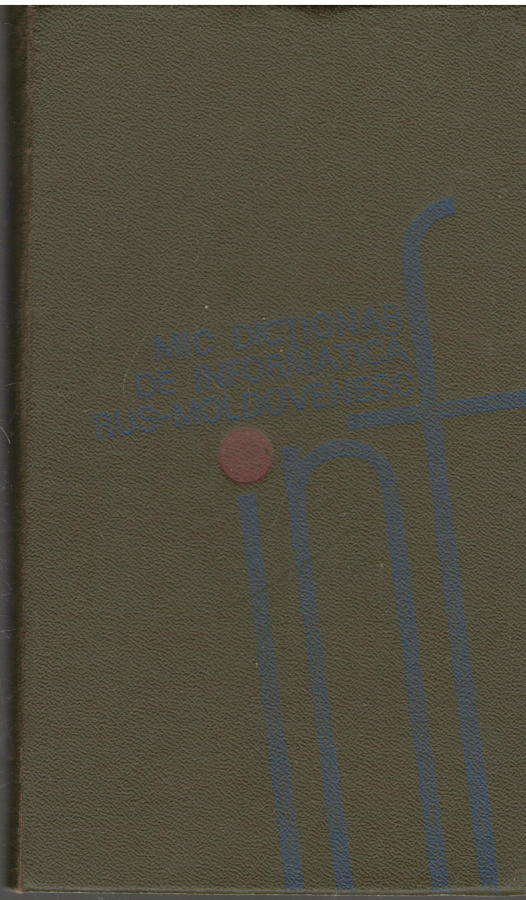 MIC DICȚIONAR
DE INFORMATICĂ
RUS-MOLDOVENESC
inf